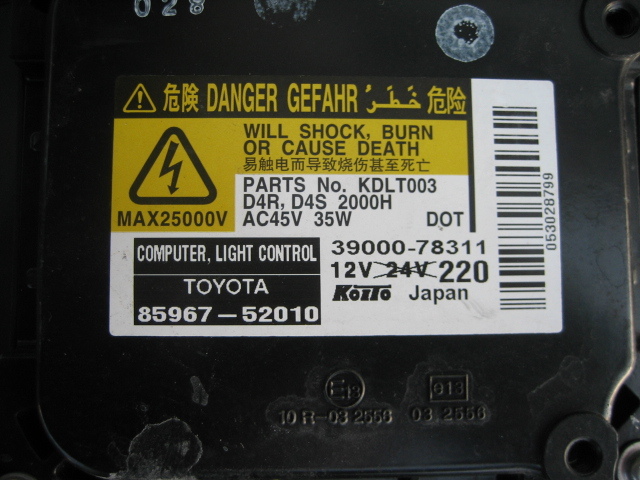 028
危険 DANGER GEFAHR خَطَرْ 危险
WILL SHOCK, BURN
OR CAUSE DEATH
易触电而导致烧伤甚至死亡
MAX25000V
PARTS No. KDLT003
D4R, D4S 2000H
AC45V 35W DOT
COMPUTER, LIGHT CONTROL
TOYOTA
85967-52010
39000-78311
12V 24V 220
KOITO Japan
053028799
E13
10 R-03 2556
e13
03 2556